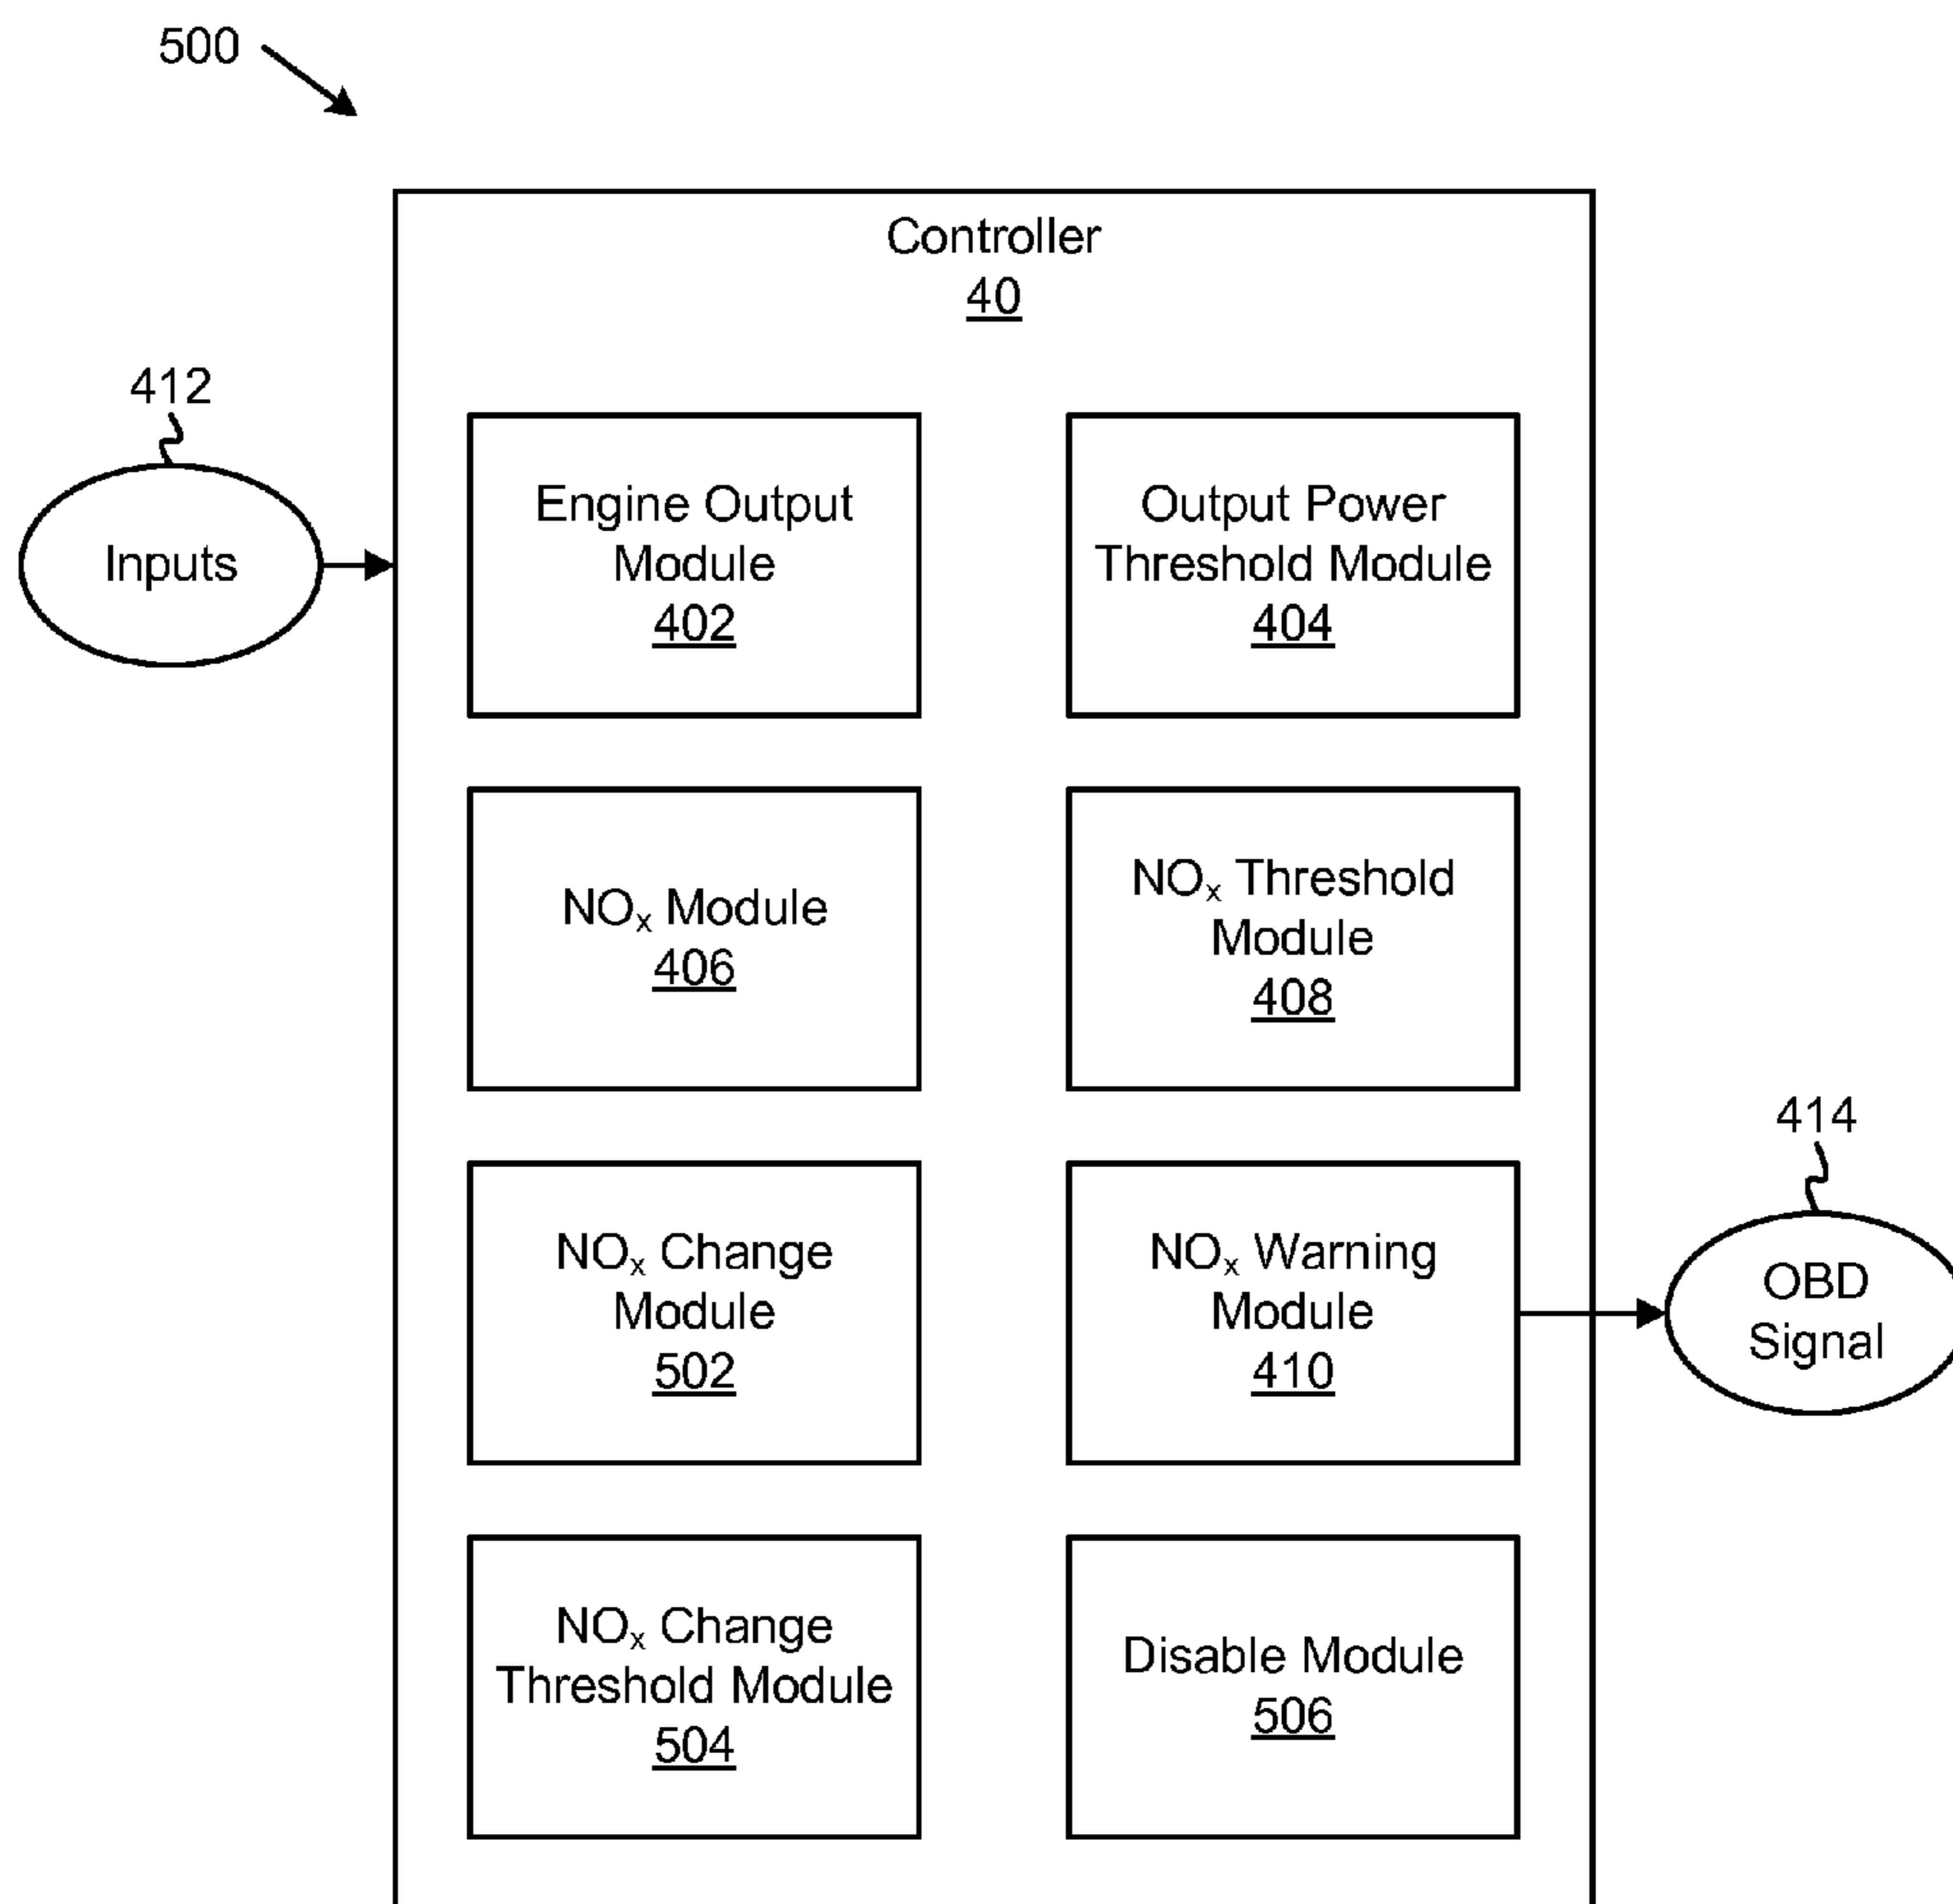 500
Controller
40
412
Inputs
Engine Output
Module
402
Output Power
Threshold Module
404
NOx Module
406
NOx Threshold
Module
408
NOx Change
Module
502
NOx Warning
Module
410
414
OBD
Signal
NOx Change
Threshold Module
504
Disable Module
506